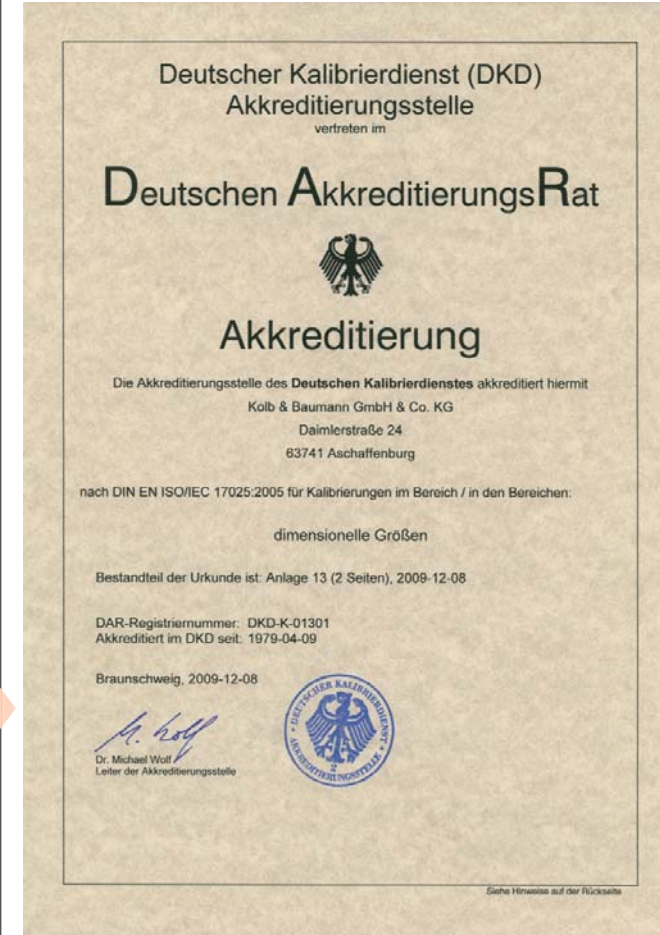 Deutscher Kalibrierdienst (DKD)
Akkreditierungsstelle
vertreten im
Deutschen AkkreditierungsRat
Akkreditierung
Die Akkreditierungsstelle des Deutschen Kalibrierdienstes akkreditiert hiermit
Kolb & Baumann GmbH & Co. KG
Daimlerstraße 24
63741 Aschaffenburg
nach DIN EN ISO/IEC 17025:2005 für Kalibrierungen im Bereich / in den Bereichen:
dimensionelle Größen
Bestandteil der Urkunde ist: Anlage 13 (2 Seiten), 2009-12-08
DAR-Registriernummer: DKD-K-01301
Akkreditiert im DKD seit: 1979-04-09
Braunschweig, 2009-12-08
M. Wolf
Dr. Michael Wolf
Leiter der Akkreditierungsstelle
DEUTSCHER KALIBRIERDIENST
AKKREDITIERUNGSSTELLE
2
Siehe Hinweise auf der Rückseite